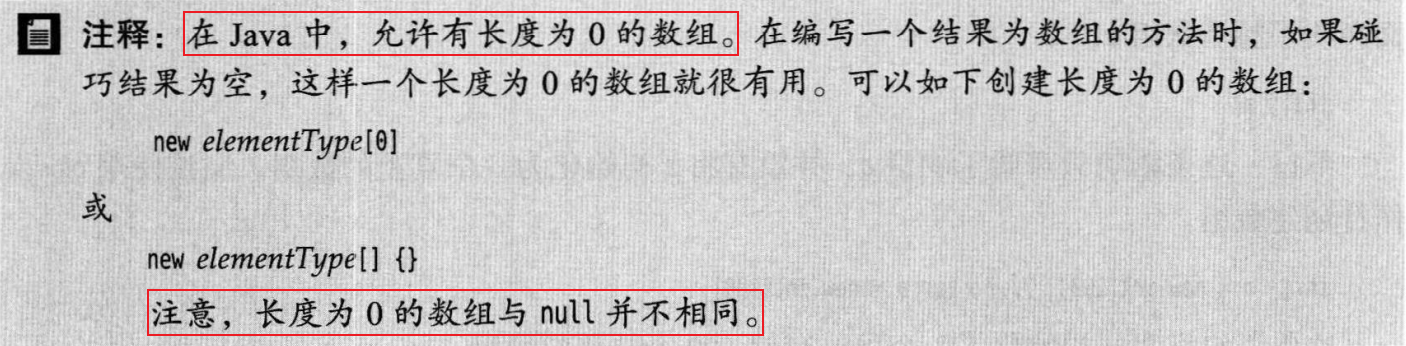 注释：在 Java 中，允许有长度为 0 的数组。在编写一个结果为数组的方法时，如果碰
巧结果为空，这样一个长度为 0 的数组就很有用。可以如下创建长度为 0 的数组：
new elementType[0]
或
new elementType[] {}
注意，长度为 0 的数组与 null 并不相同。